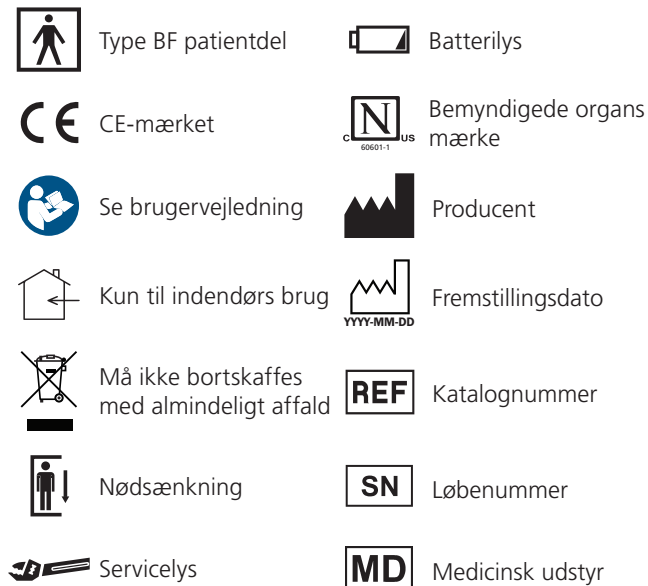 Type BF patientdel
Batterilys
CE
CE-mærket
N
C US
60601-1
Bemyndigede organs
mærke
Se brugervejledning
Producent
Kun til indendørs brug
YYYY-MM-DD
Fremstillingsdato
Må ikke bortskaffes
med almindeligt affald
REF
Katalognummer
Nødsænkning
SN
Løbenummer
Servicelys
MD
Medicinsk udstyr